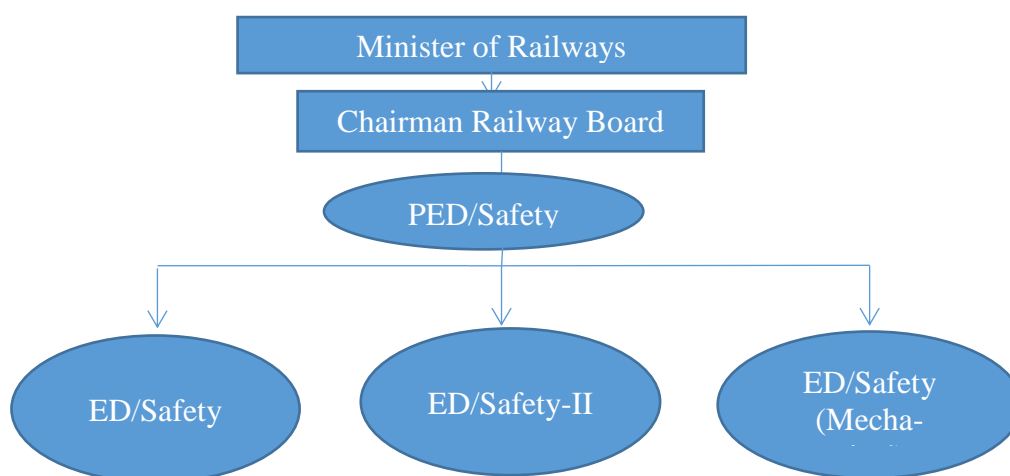 Minister of Railways
Chairman Railway Board
PED/Safety
ED/Safety
ED/Safety-II
ED/Safety
(Mecha-